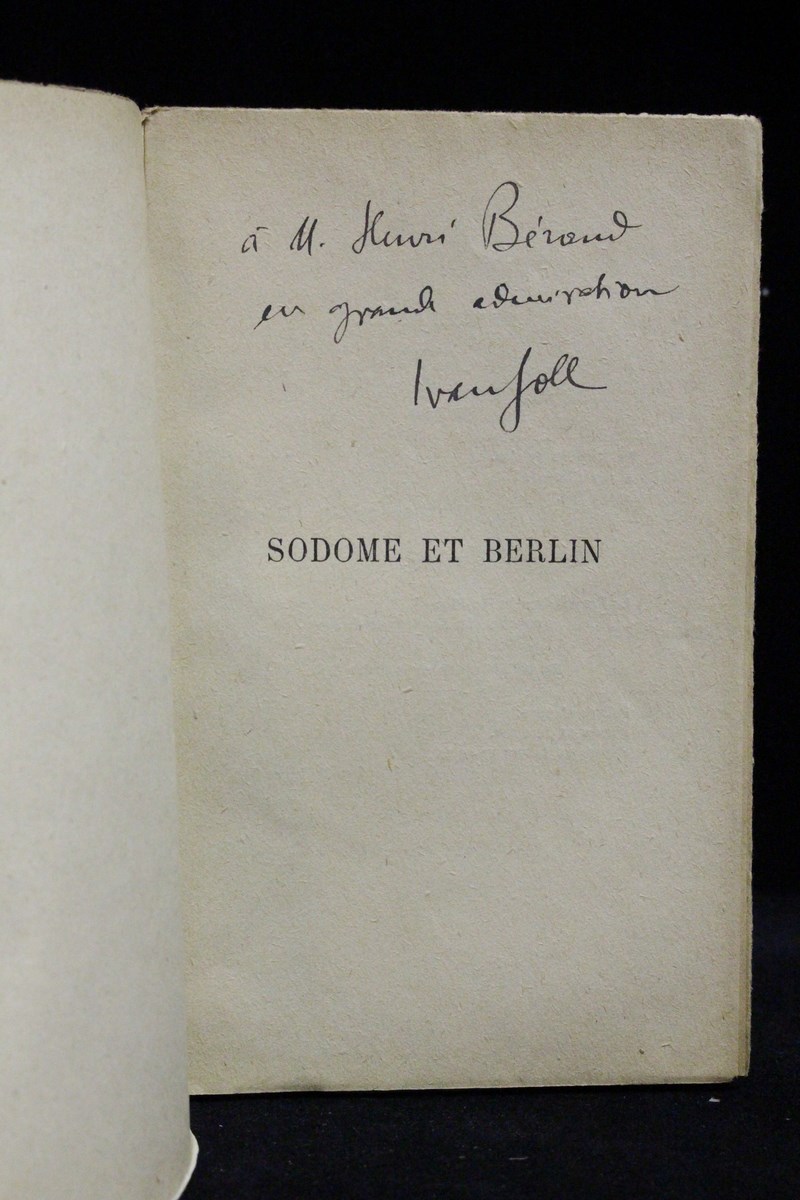 à M. Henri Béraud
en grande admiration
Ivan Goll
SODOME ET BERLIN